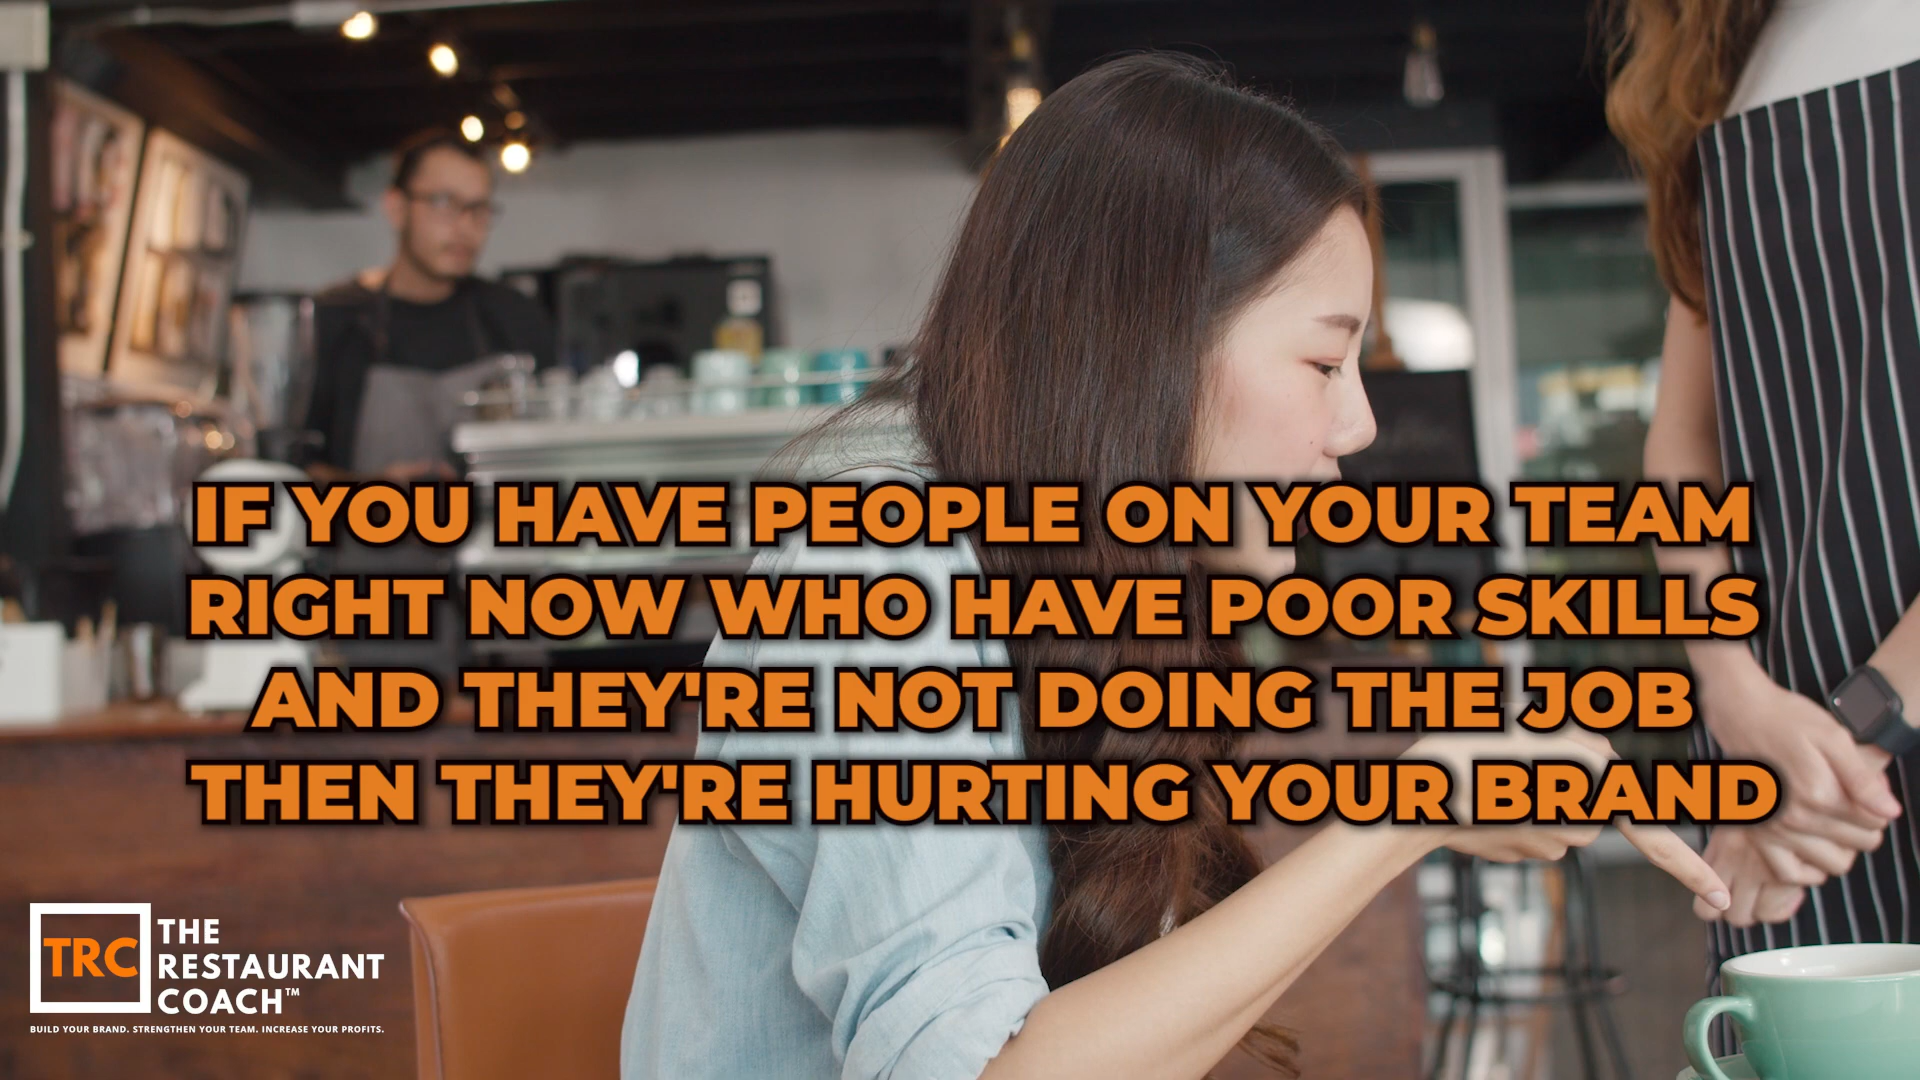 IF YOU HAVE PEOPLE ON YOUR TEAM
RIGHT NOW WHO HAVE POOR SKILLS
AND THEY'RE NOT DOING THE JOB
THEN THEY'RE HURTING YOUR BRAND
TRC
THE
RESTAURANT
COACH™
BUILD YOUR BRAND. STRENGTHEN YOUR TEAM. INCREASE YOUR PROFITS.